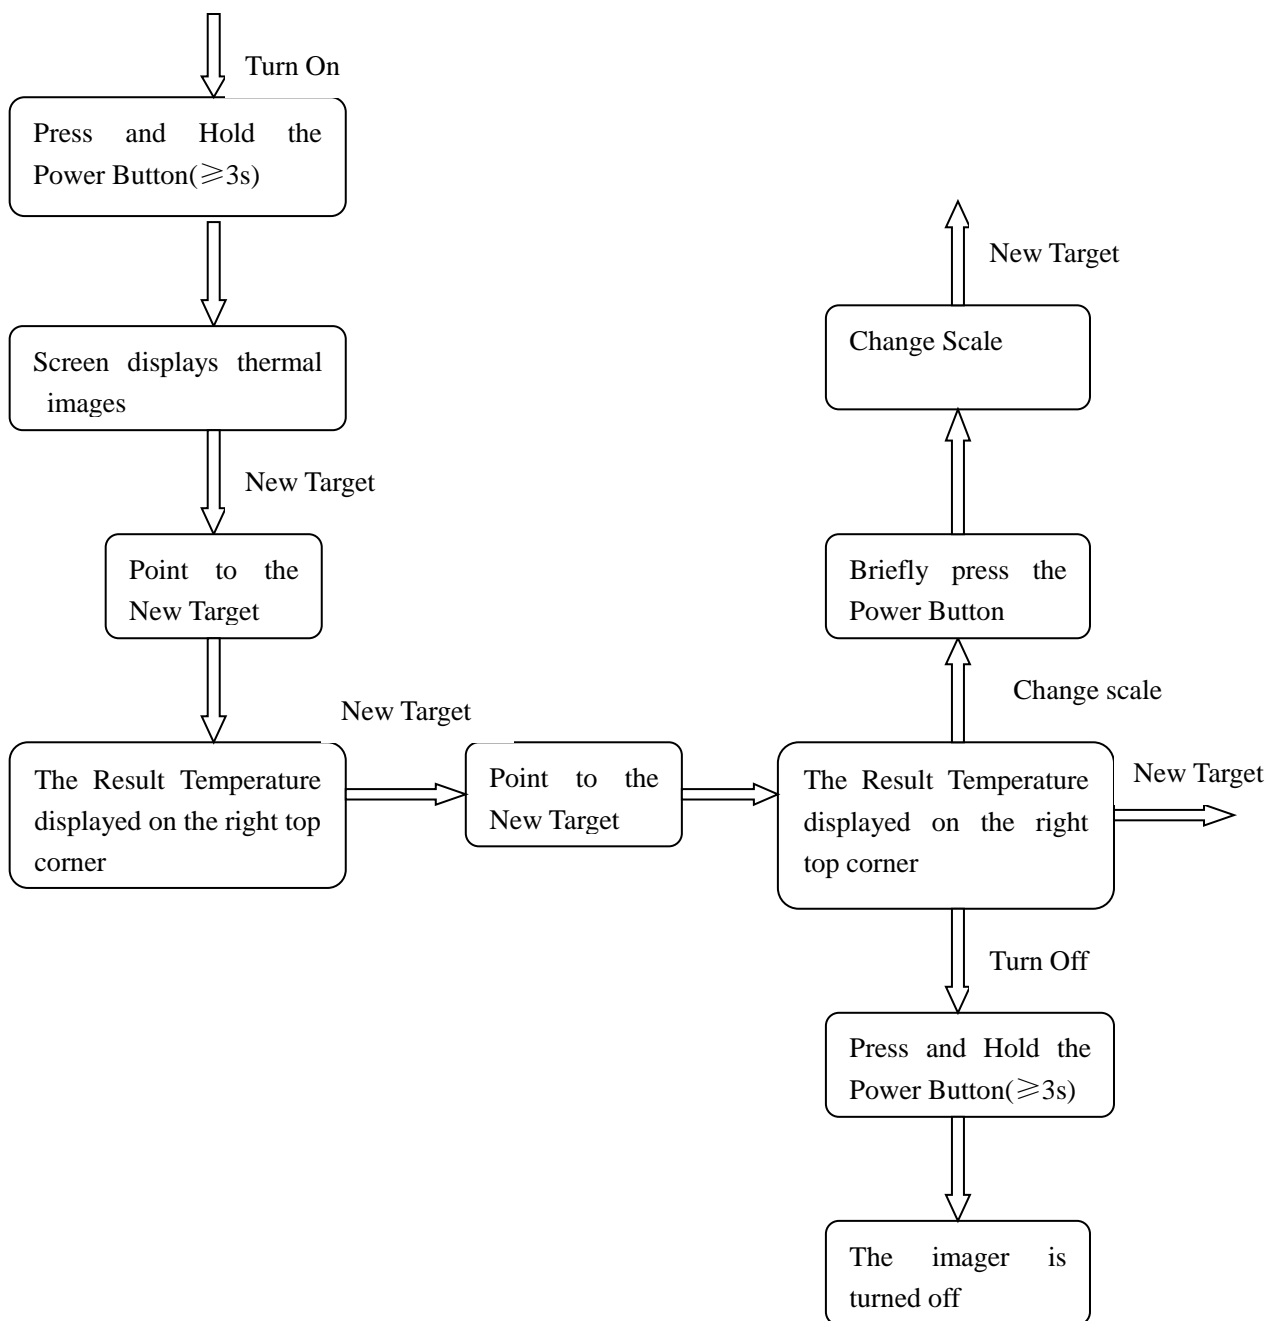 Turn On
Press and Hold the
Power Button(≥3s)
Screen displays thermal
images
New Target
Point to the
New Target
The Result Temperature
displayed on the right top
corner
New Target
Point to the
New Target
The Result Temperature
displayed on the right
top corner
New Target
Change scale
Briefly press the
Power Button
Change Scale
New Target
Turn Off
Press and Hold the
Power Button(≥3s)
The imager is
turned off